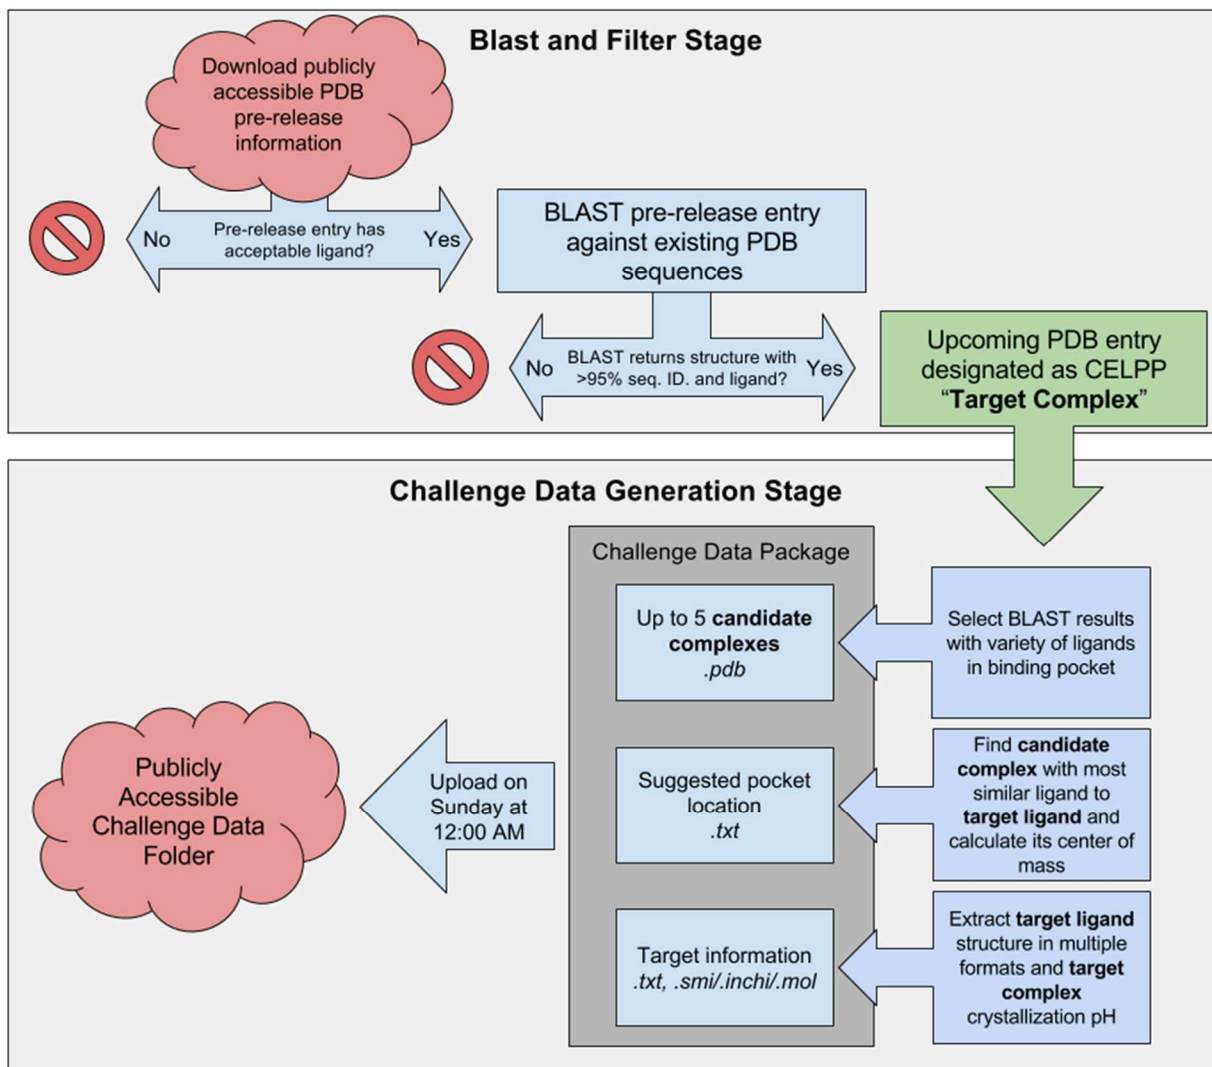 Blast and Filter Stage
Download publicly
accessible PDB
pre-release
information
No
Pre-release entry has
acceptable ligand?
Yes
BLAST pre-release entry
against existing PDB
sequences
No
BLAST returns structure with
>95% seq. ID. and ligand?
Yes
Upcoming PDB entry
designated as CELPP
“Target Complex”
Challenge Data Generation Stage
Challenge Data Package
Up to 5 candidate
complexes
.pdb
Select BLAST results
with variety of ligands
in binding pocket
Suggested pocket
location
.txt
Find candidate
complex with most
similar ligand to
target ligand and
calculate its center of
mass
Target information
.txt, .smi/.inchi/.mol
Extract target ligand
structure in multiple
formats and target
complex
crystallization pH
Upload on
Sunday at
12:00 AM
Publicly
Accessible
Challenge Data
Folder